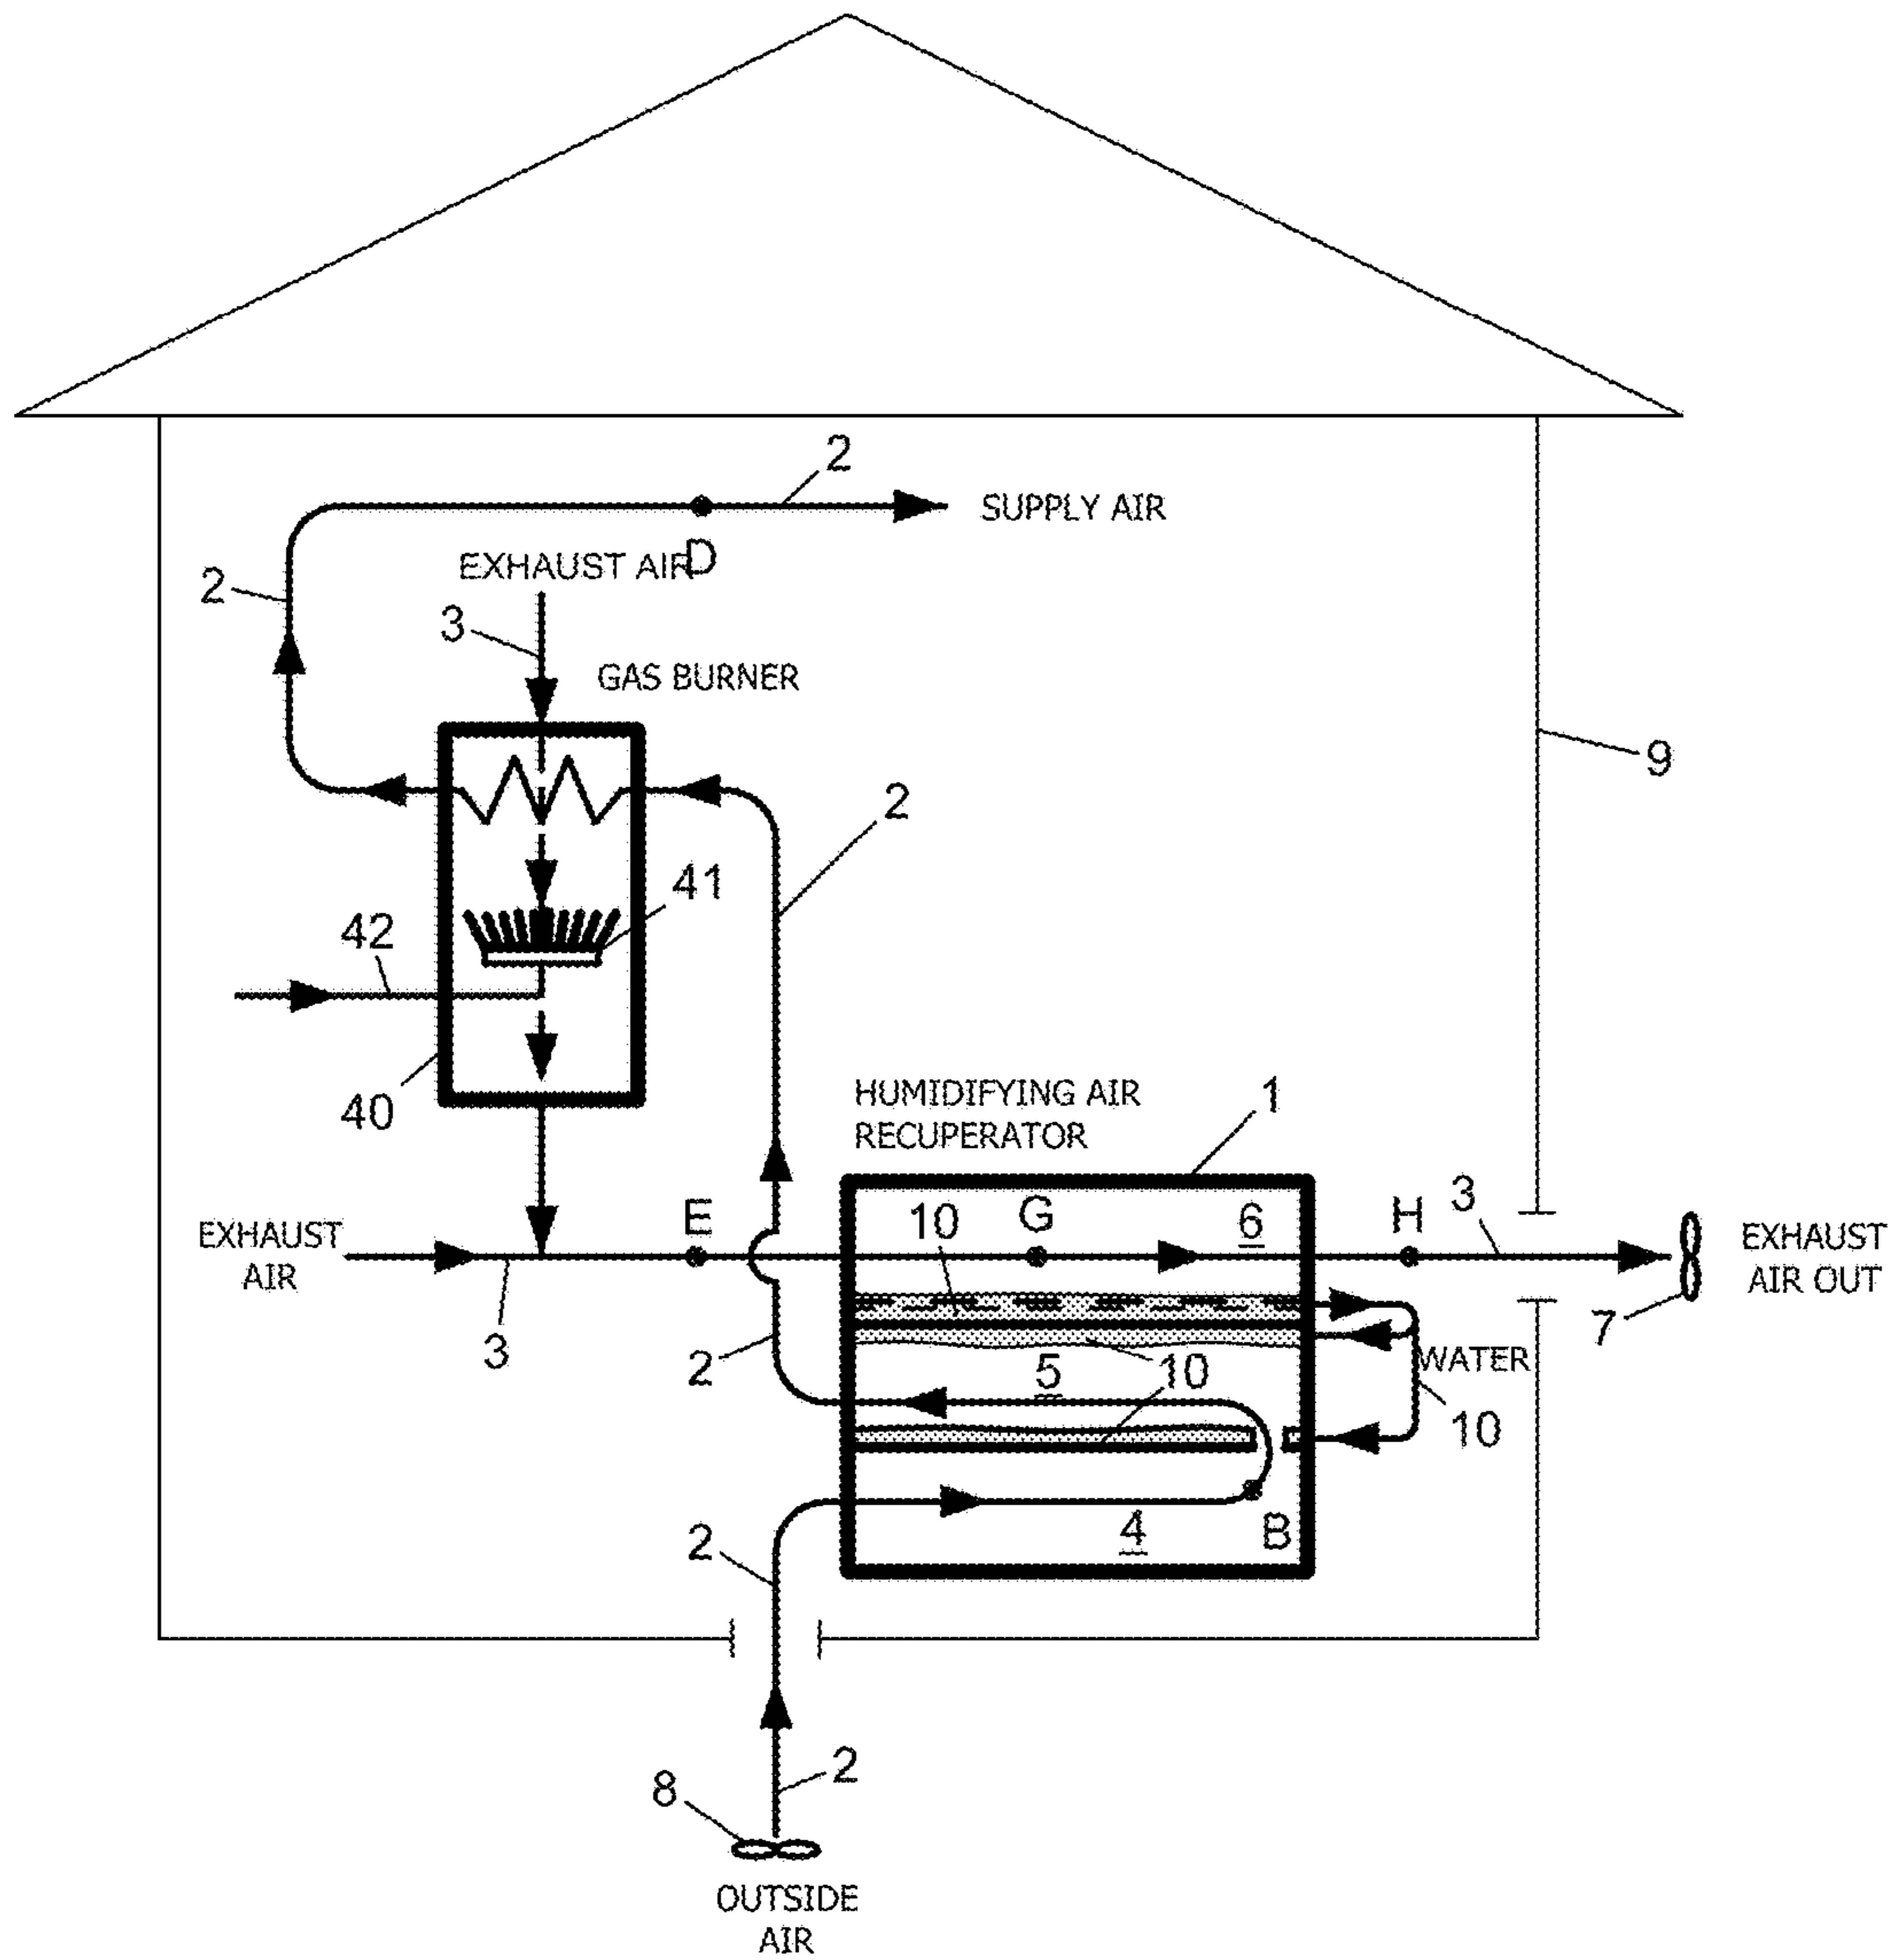 2
SUPPLY AIR
D
EXHAUST AIR
2
3
GAS BURNER
9
2
41
42
40
HUMIDIFYING AIR
RECUPERATOR
1
E
10
G
6
H
3
EXHAUST
AIR
EXHAUST
AIR OUT
3
2
7
5
10
WATER
10
2
4
B
8
2
OUTSIDE
AIR